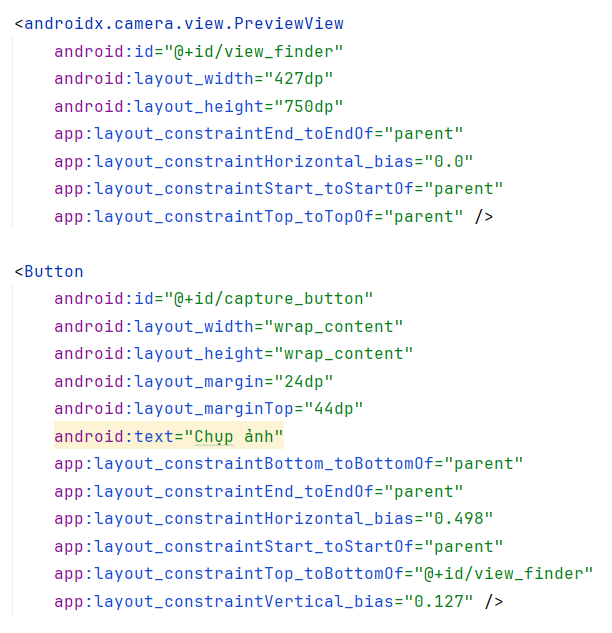 <androidx.camera.view.PreviewView
android:id="@+id/view_finder"
android:layout_width="427dp"
android:layout_height="750dp"
app:layout_constraintEnd_toEndOf="parent"
app:layout_constraintHorizontal_bias="0.0"
app:layout_constraintStart_toStartOf="parent"
app:layout_constraintTop_toTopOf="parent" />
<Button
android:id="@+id/capture_button"
android:layout_width="wrap_content"
android:layout_height="wrap_content"
android:layout_margin="24dp"
android:layout_marginTop="44dp"
android:text="Chụp ảnh"
app:layout_constraintBottom_toBottomOf="parent"
app:layout_constraintEnd_toEndOf="parent"
app:layout_constraintHorizontal_bias="0.498"
app:layout_constraintStart_toStartOf="parent"
app:layout_constraintTop_toBottomOf="@+id/view_finder"
app:layout_constraintVertical_bias="0.127" />